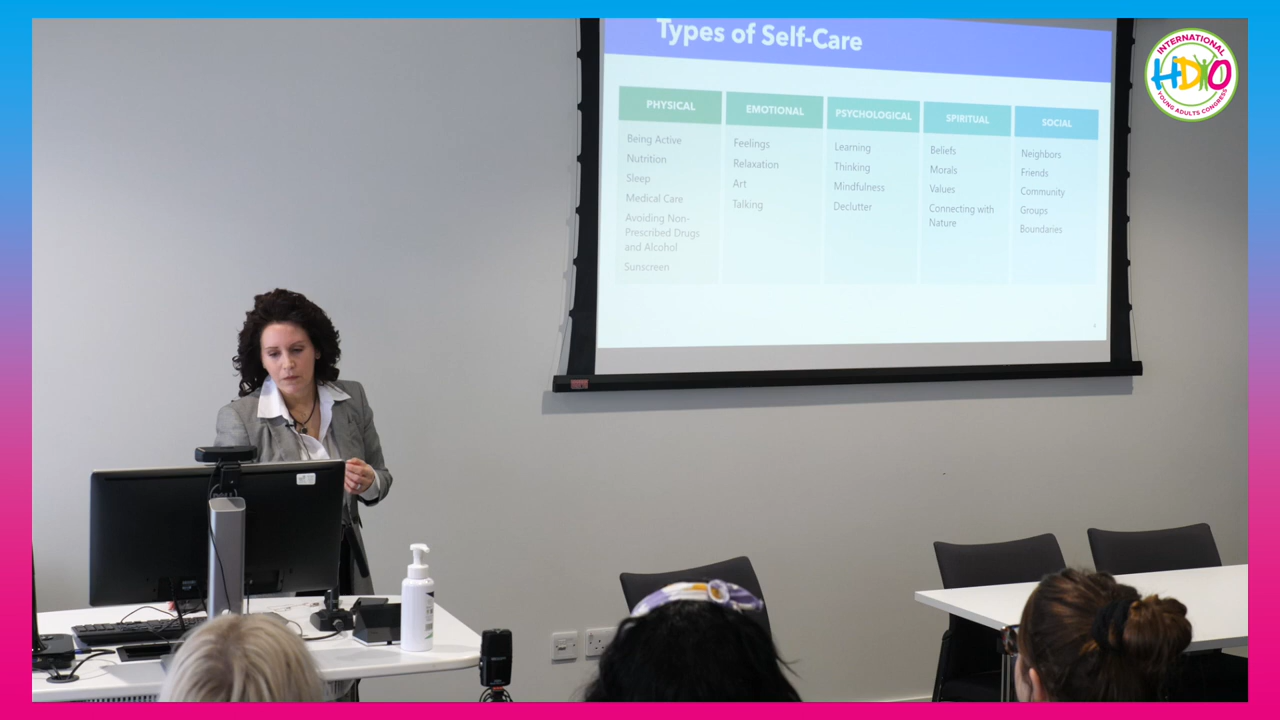 Types of Self-Care
PHYSICAL
Being Active
Nutrition
Sleep
Medical Care
Avoiding Non-
Prescribed Drugs
and Alcohol
Sunscreen
EMOTIONAL
Feelings
Relaxation
Art
Talking
PSYCHOLOGICAL
Learning
Thinking
Mindfulness
Declutter
SPIRITUAL
Beliefs
Morals
Values
Connecting with
Nature
SOCIAL
Neighbors
Friends
Community
Groups
Boundaries
INTERNATIONAL
HDYO
YOUNG ADULTS CONGRESS
DELL